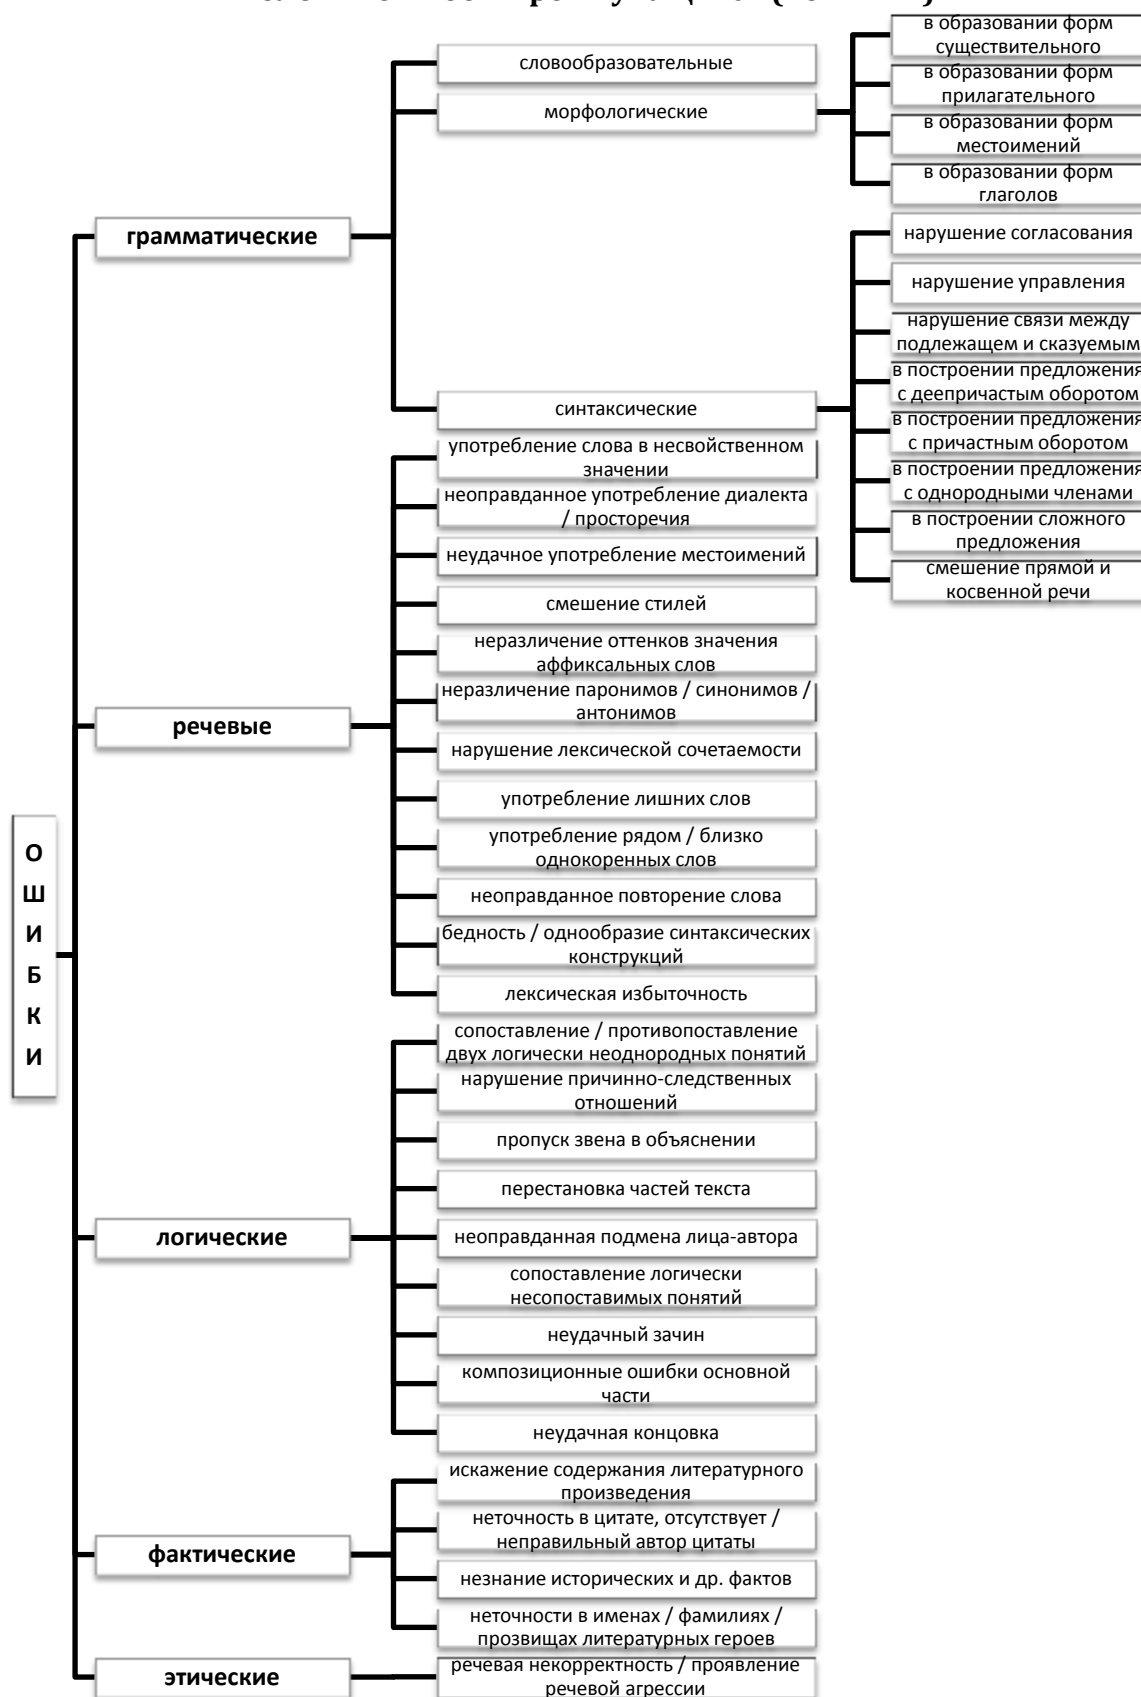 словообразовательные
морфологические
в образовании форм
существительного
в образовании форм
прилагательного
в образовании форм
местоимений
в образовании форм
глаголов
грамматические
синтаксические
нарушение согласования
нарушение управления
нарушение связи между
подлежащем и сказуемым
в построении предложения
с деепричастым оборотом
в построении предложения
с причастным оборотом
в построении предложения
с однородными членами
в построении сложного
предложения
смешение прямой и
косвенной речи
речевые
употребление слова в несвойственном
значении
неоправданное употребление диалекта
/ просторечия
неудачное употребление местоимений
смешение стилей
неразличение оттенков значения
аффиксальных слов
неразличение паронимов / синонимов /
антонимов
нарушение лексической сочетаемости
употребление лишних слов
употребление рядом / близко
однокоренных слов
неоправданное повторение слова
бедность / однообразие синтаксических
конструкций
лексическая избыточность
О
Ш
И
Б
К
И
логические
сопоставление / противопоставление
двух логически неоднородных понятий
нарушение причинно-следственных
отношений
пропуск звена в объяснении
перестановка частей текста
неоправданная подмена лица-автора
сопоставление логически
несопоставимых понятий
неудачный зачин
композиционные ошибки основной
части
неудачная концовка
фактические
искажение содержания литературного
произведения
неточность в цитате, отсутствует /
неправильный автор цитаты
незнание исторических и др. фактов
неточности в именах / фамилиях /
прозвищах литературных героев
этические
речевая некорректность / проявление
речевой агрессии